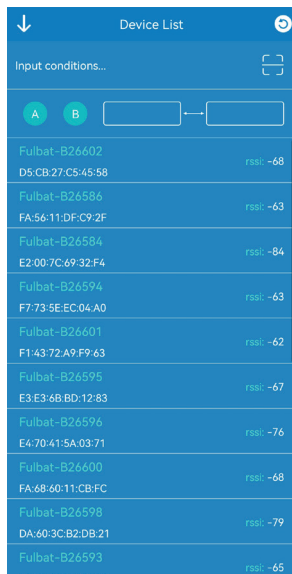 Device List
Input conditions...
A B
Fulbat-B26602
rssi: -68
D5:CB:27:C5:45:58
Fulbat-B26586
rssi: -63
FA:56:11:DF:C9:2F
Fulbat-B26584
rssi: -84
E2:00:7C:69:32:F4
Fulbat-B26594
rssi: -63
F7:73:5E:EC:04:A0
Fulbat-B26601
rssi: -62
F1:43:72:A9:F9:63
Fulbat-B26595
rssi: -67
E3:E3:6B:BD:12:83
Fulbat-B26596
rssi: -76
E4:70:41:5A:03:71
Fulbat-B26600
rssi: -68
FA:68:60:11:CB:FC
Fulbat-B26598
rssi: -79
DA:60:3C:B2:DB:21
Fulbat-B26593
rssi: -65